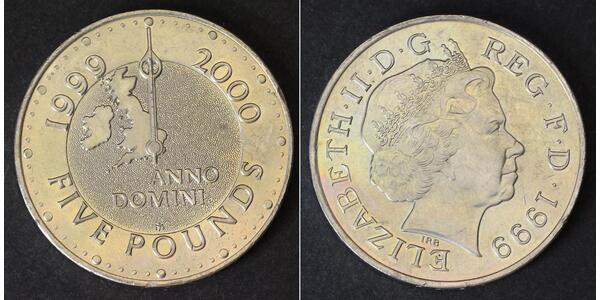 1999 2000
ANNO
DOMINI
FIVE POUNDS
ELIZABETH·II·D·G REG·F·D·1999
IRB